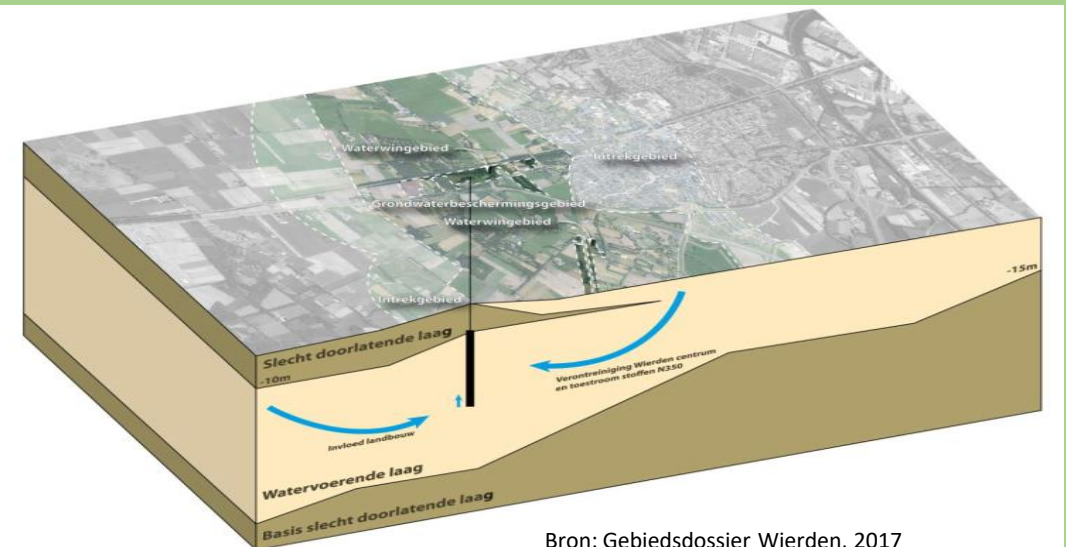 Waterwingebied
Intrekgebied
Grondwaterbeschermingsgebied
Waterwingebied
Intrekgebied
-15m
Slecht doorlatende laag
-10m
Verontreiniging Wierden centrum
en toestroom stoffen N350
Invloed landbouw
Watervoerende laag
Basis slecht doorlatende laag
Bron: Gebiedsdossier Wierden, 2017